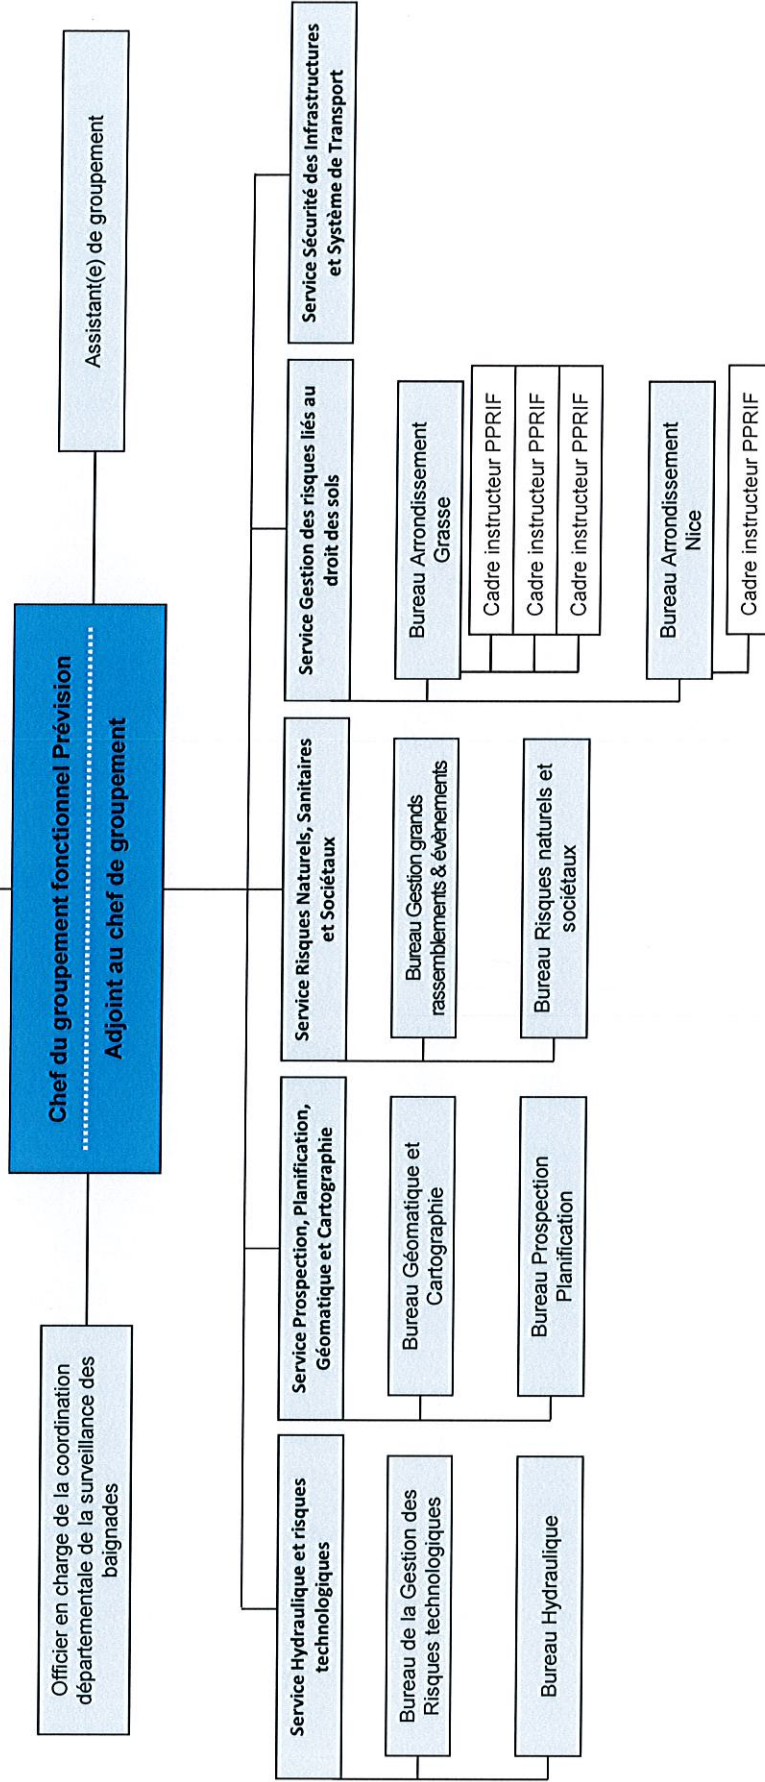 Chef du groupement fonctionnel Prévision
Adjoint au chef de groupement
Officier en charge de la coordination
départementale de la surveillance des
baignades
Assistant(e) de groupement
Service Hydraulique et risques
technologiques
Bureau de la Gestion des
Risques technologiques
Bureau Hydraulique
Service Prospection, Planification,
Géomatique et Cartographie
Bureau Géomatique et
Cartographie
Bureau Prospection
Planification
Service Risques Naturels, Sanitaires
et Sociétaux
Bureau Gestion grands
rassemblements & évènements
Bureau Risques naturels et
sociétaux
Service Gestion des risques liés au
droit des sols
Bureau Arrondissement
Grasse
Cadre instructeur PPRIF
Cadre instructeur PPRIF
Cadre instructeur PPRIF
Bureau Arrondissement
Nice
Cadre instructeur PPRIF
Service Sécurité des Infrastructures
et Système de Transport